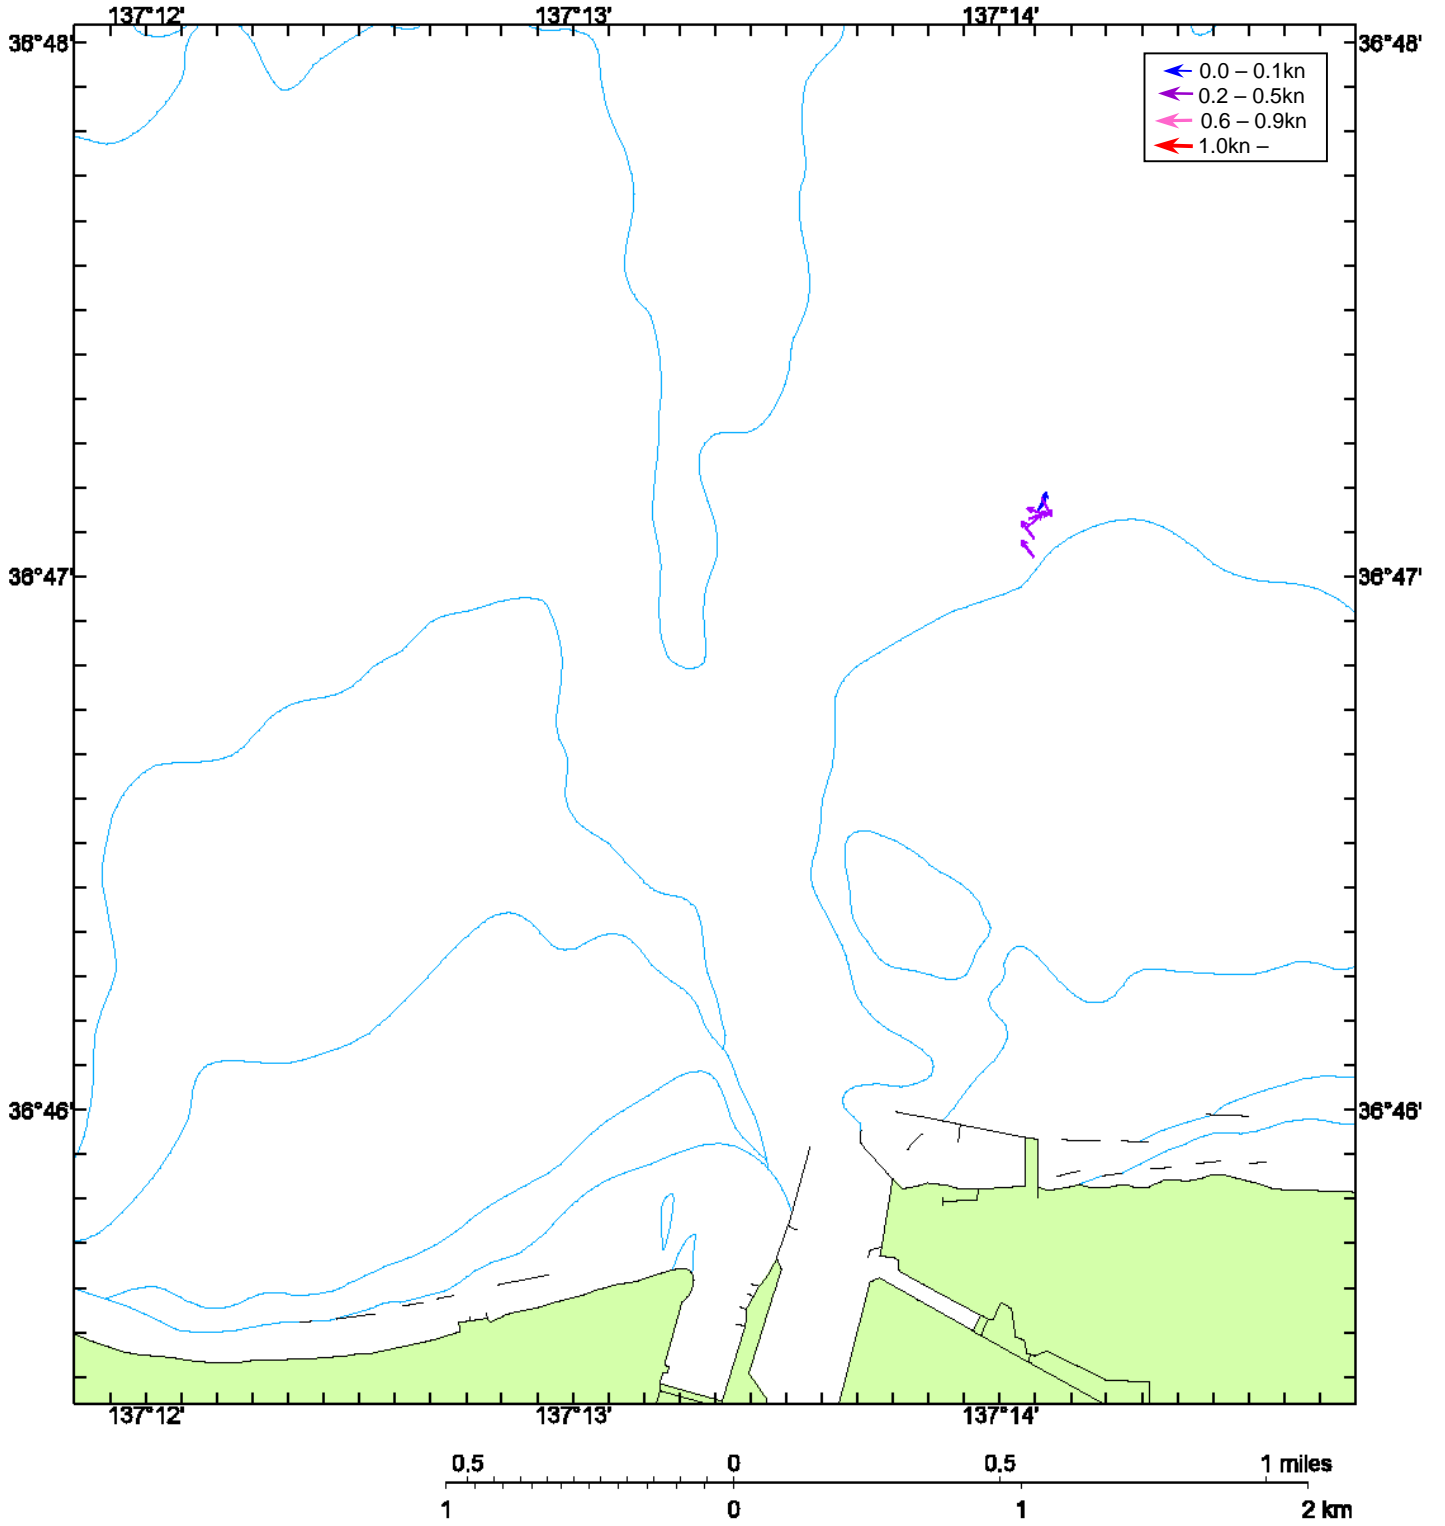 137°12' 137°13' 137°14'
36°48' 36°48'
0.0 – 0.1kn
0.2 – 0.5kn
0.6 – 0.9kn
1.0kn –
36°47' 36°47'
36°46' 36°46'
137°12' 137°13' 137°14'
0.5 0 0.5 1 miles
1 0 1 2 km